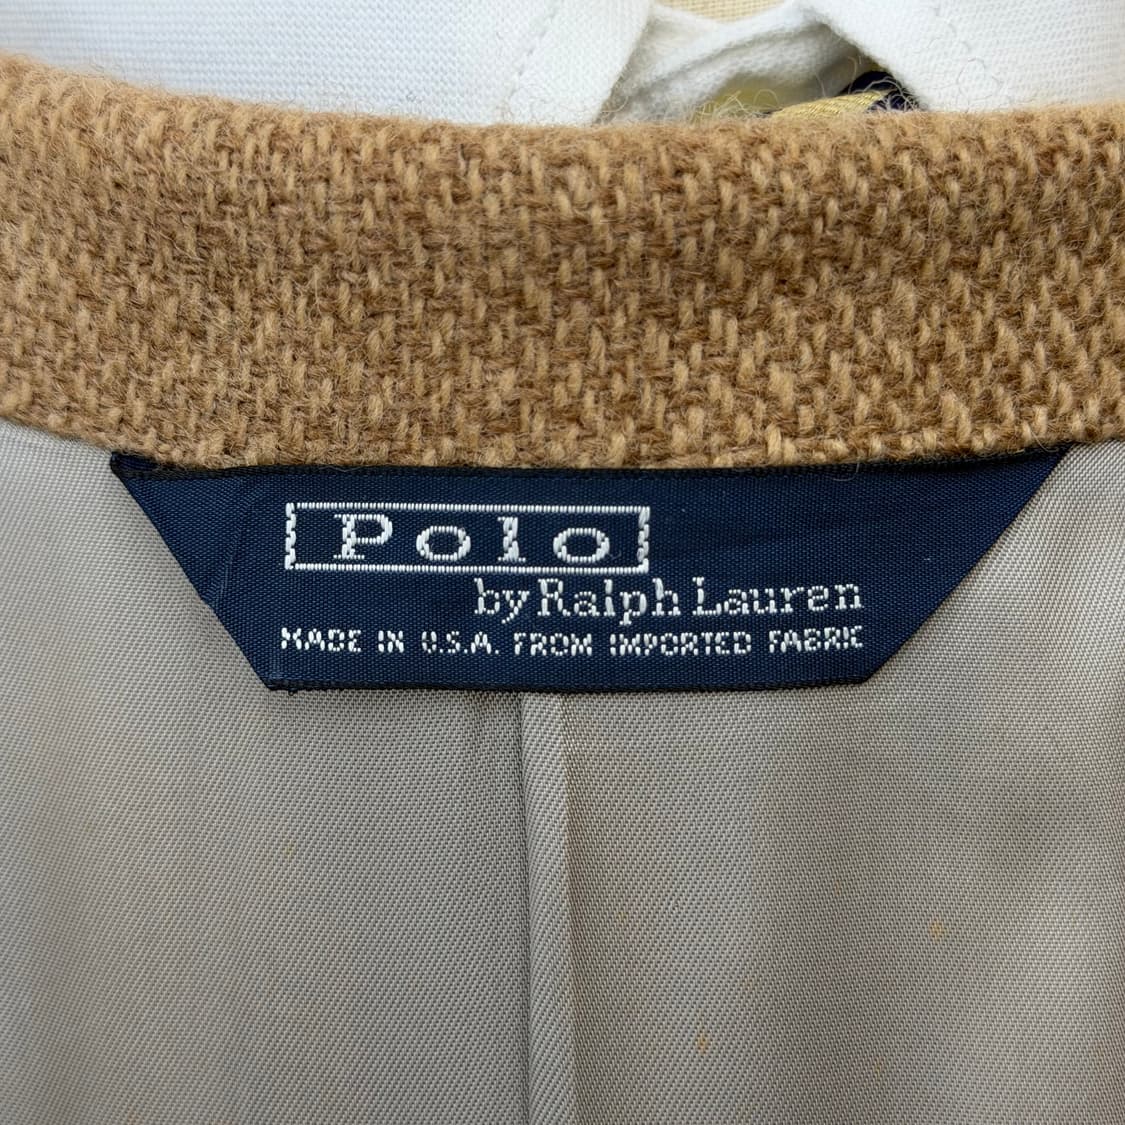 Polo
by Ralph Lauren
MADE IN U.S.A. FROM IMPORTED FABRIC